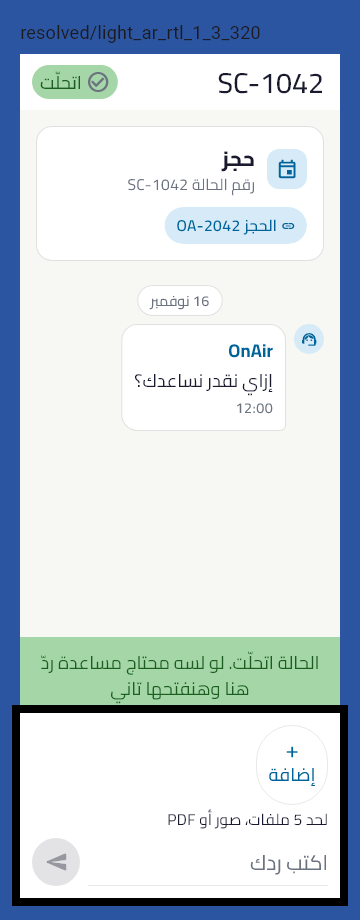 resolved/light_ar_rtl_1_3_320
SC-1042
اتحلّت
حجز
رقم الحالة SC-1042
الحجز OA-2042
16 نوفمبر
OnAir
إزاي نقدر نساعدك؟
12:00
الحالة اتحلّت. لو لسه محتاج مساعدة ردّ
هنا وهنفتحها تاني
+
إضافة
لحد 5 ملفات، صور أو PDF
اكتب ردك